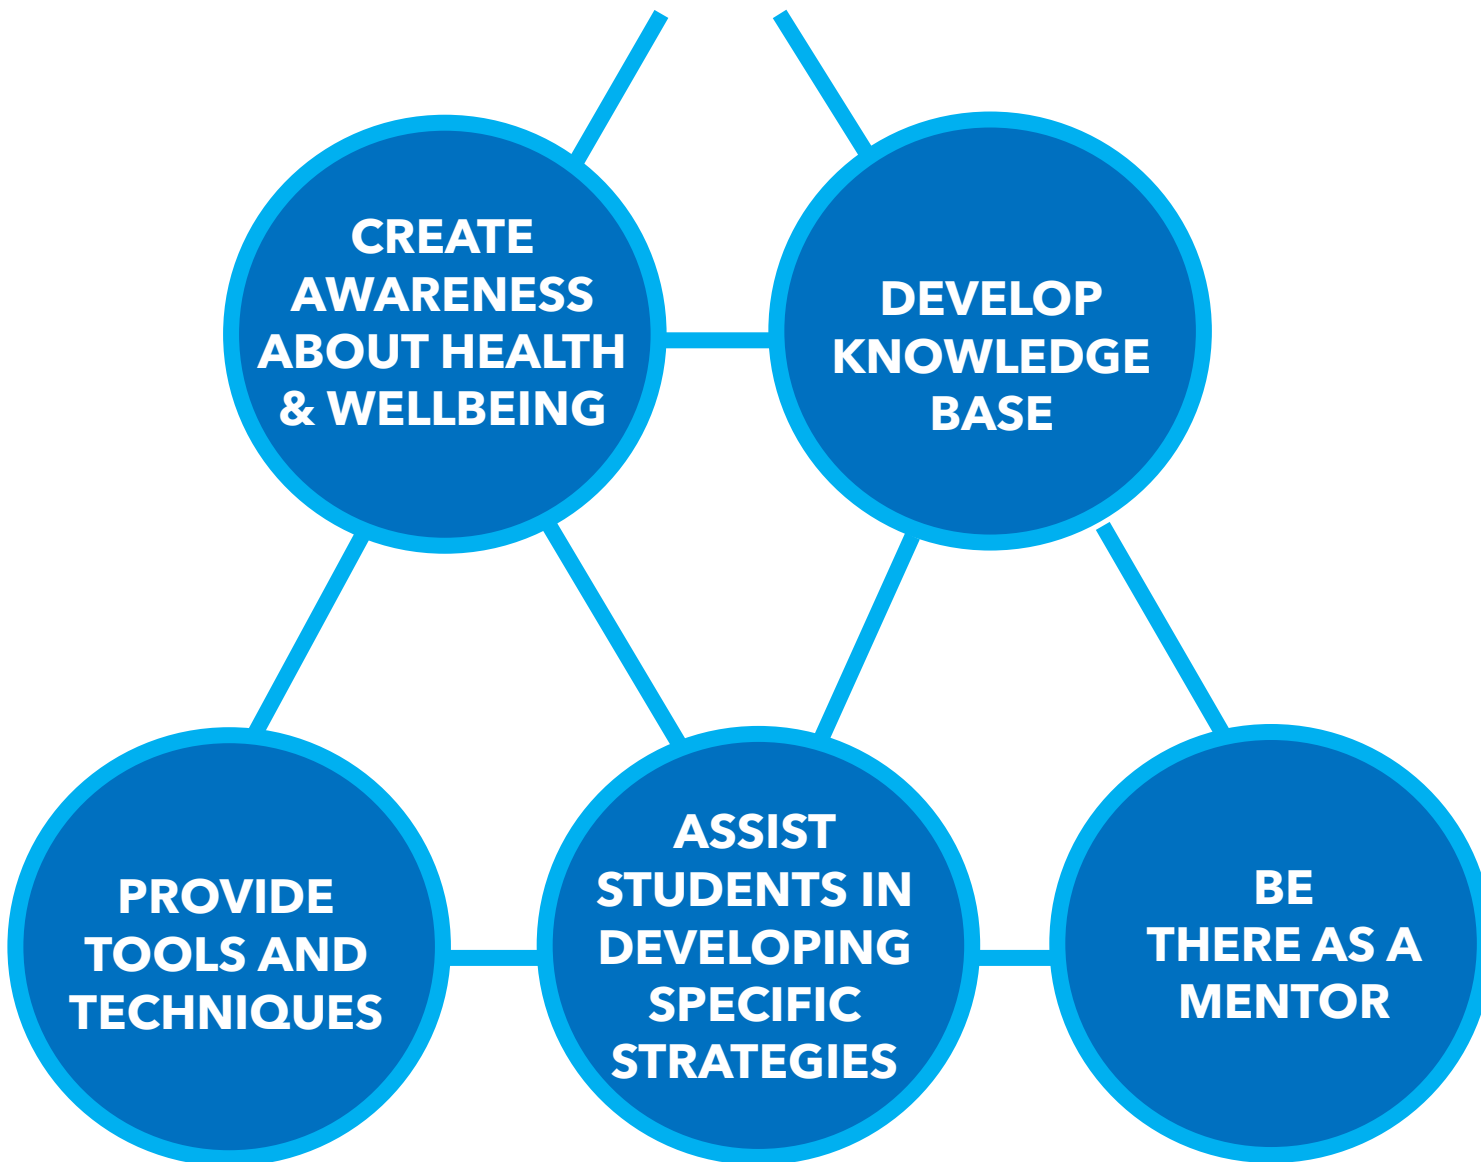 CREATE
AWARENESS
ABOUT HEALTH
& WELLBEING
DEVELOP
KNOWLEDGE
BASE
PROVIDE
TOOLS AND
TECHNIQUES
ASSIST
STUDENTS IN
DEVELOPING
SPECIFIC
STRATEGIES
BE
THERE AS A
MENTOR